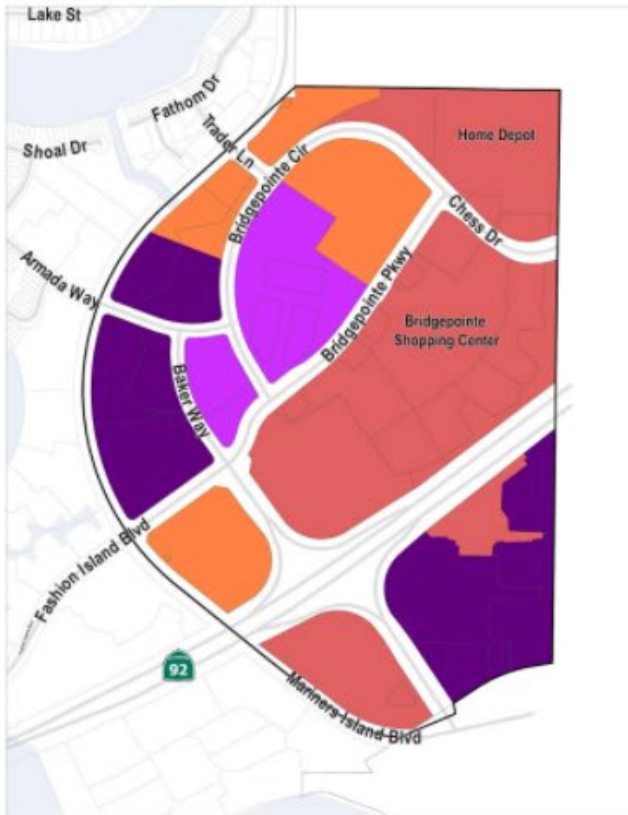 Lake St
Fathom Dr
Shoal Dr
Trader Ln
Home Depot
Bridgepointe Cir
Chess Dr
Armada Way
Bridgepointe Pkwy
Bridgepointe
Shopping Center
Baker Way
Fashion Island Blvd
92
Mariners Island Blvd